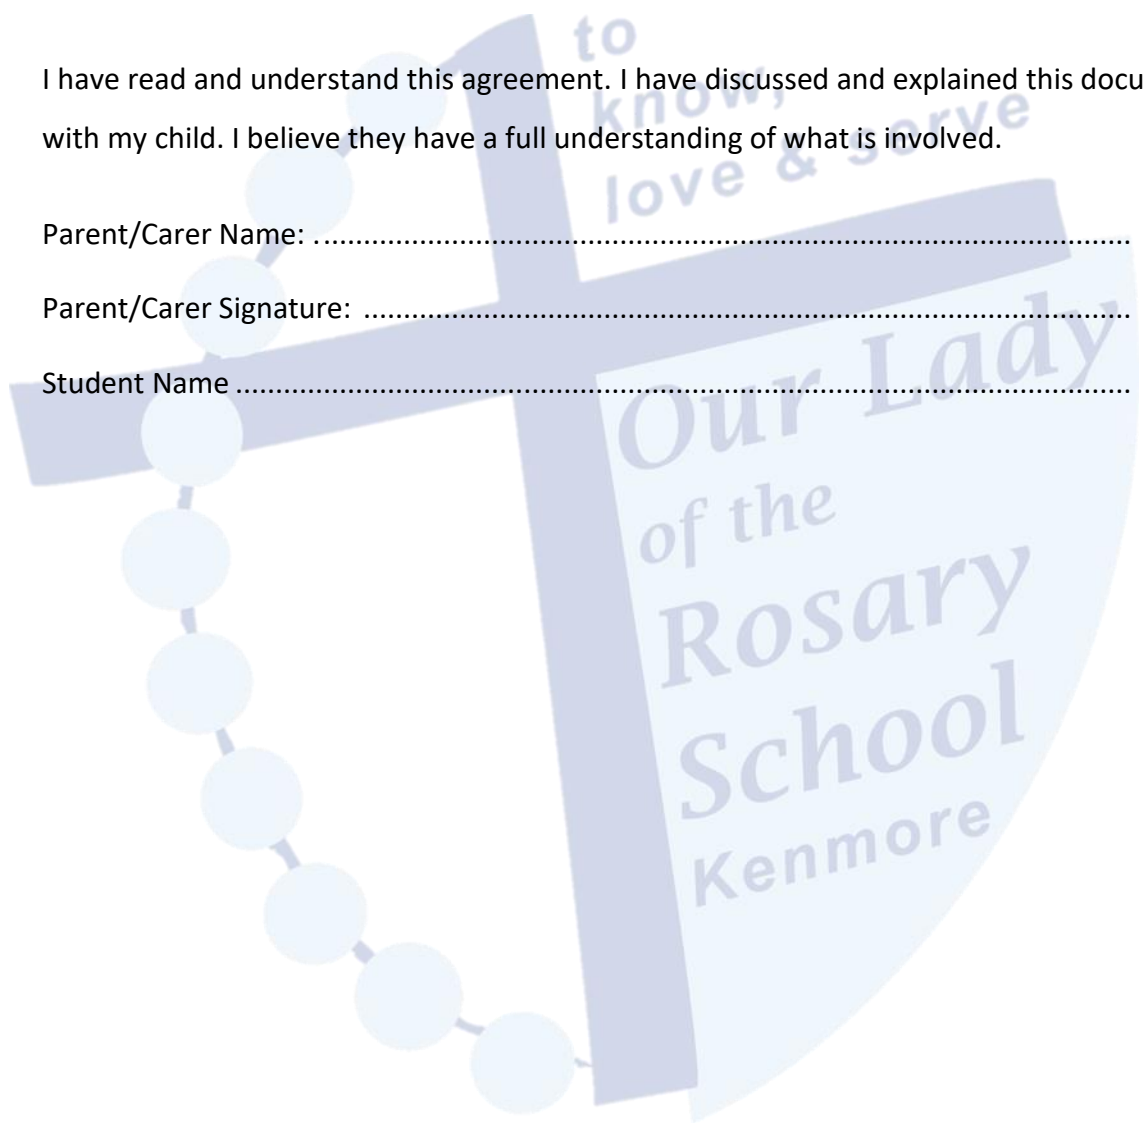 I have read and understand this agreement. I have discussed and explained this docu
with my child. I believe they have a full understanding of what is involved.
Parent/Carer Name: ..................................................
Parent/Carer Signature: ..................................................
Student Name ..................................................
to
know,
love & serve
Our Lady
of the
Rosary
School
Kenmore